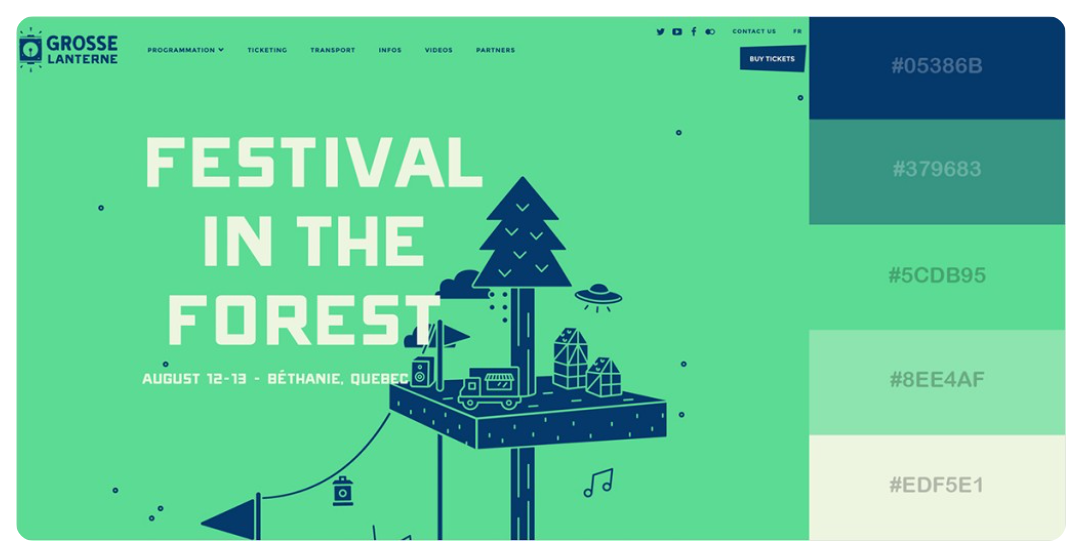 GROSSE
LANTERNE
PROGRAMMATION
TICKETING
TRANSPORT
INFOS
VIDEOS
PARTNERS
CONTACT US
FR
BUY TICKETS
FESTIVAL
IN THE
FOREST
AUGUST 12-13 - BÉTHANIE, QUEBEC
#05386B
#379683
#5CDB95
#8EE4AF
#EDF5E1